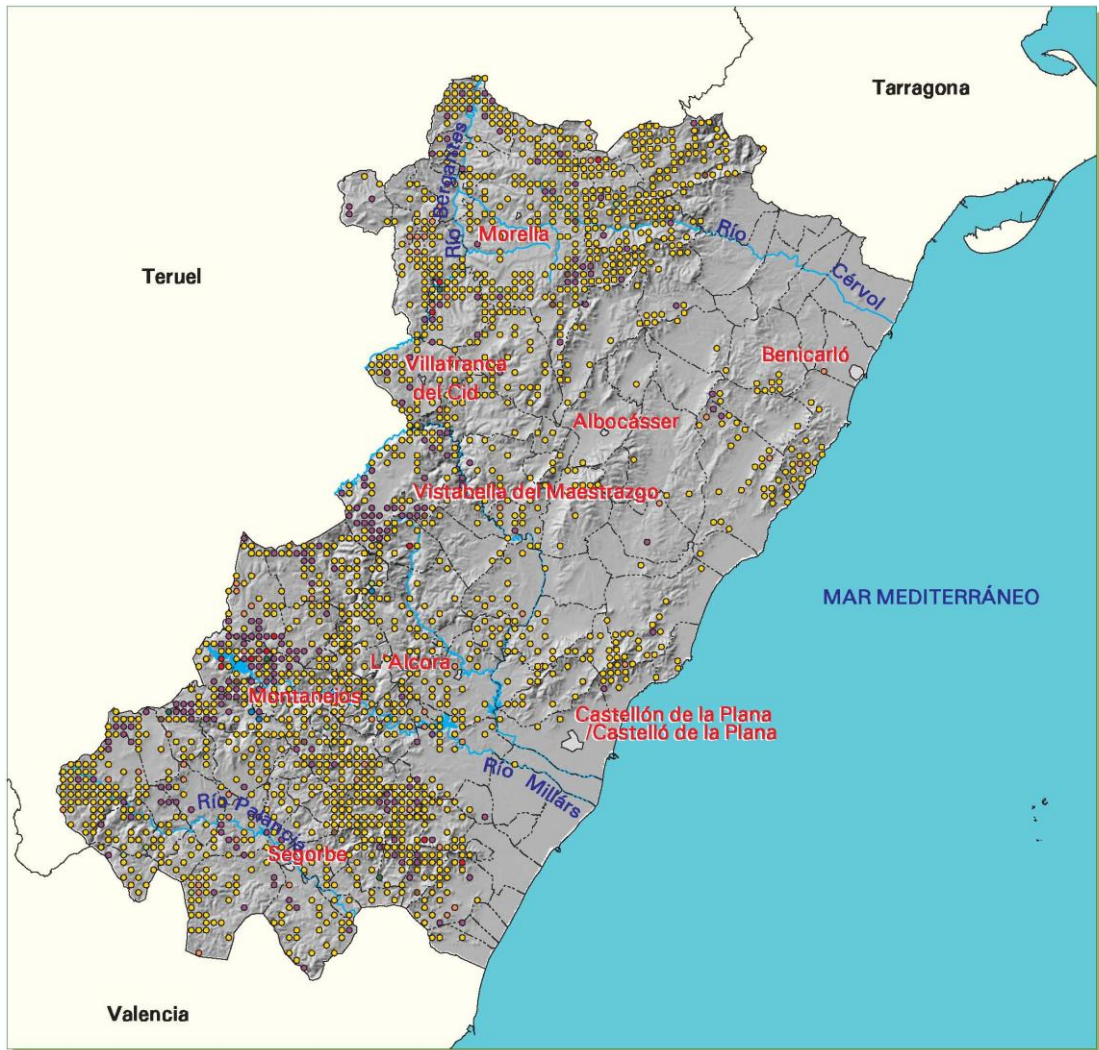 Tarragona
Río Bergantes
Morella
Río Cérvol
Teruel
Benicarló
Villafranca
del Cid
Albocásser
Vistabella del Maestrazgo
MAR MEDITERRÁNEO
L'Alcora
Montanejos
Castellón de la Plana
/Castelló de la Plana
Río Millárs
Río Palancia
Segorbe
Valencia